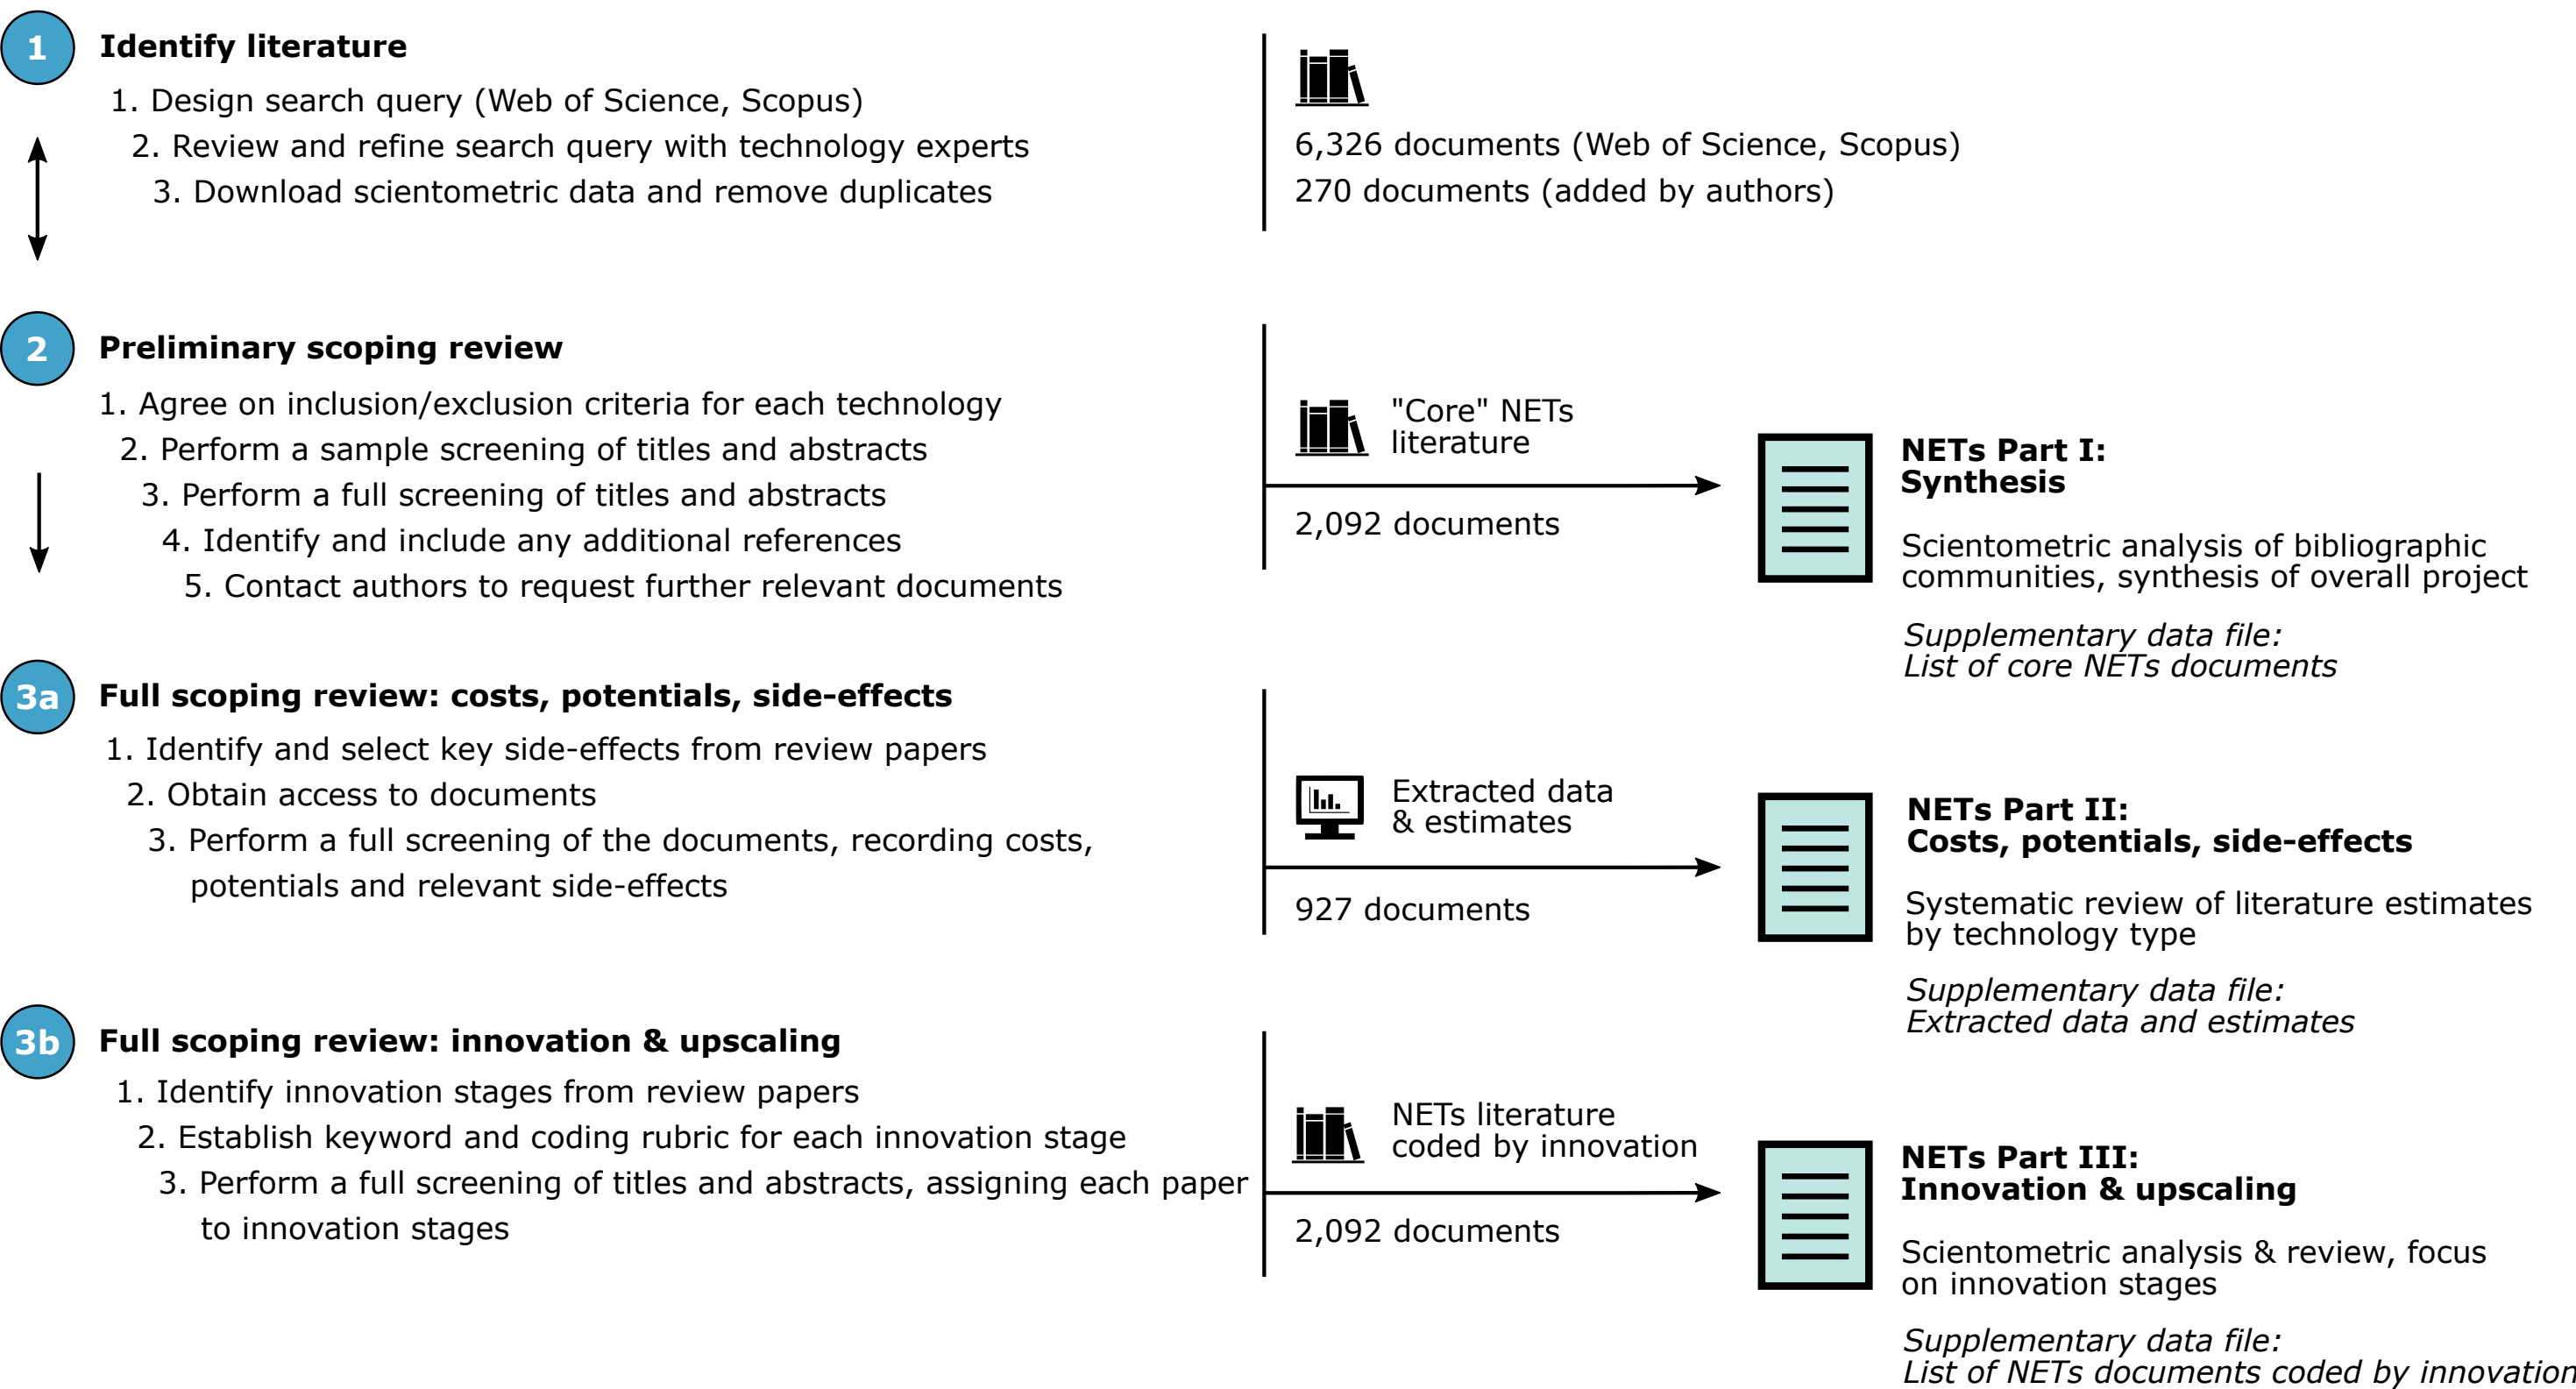 1
Identify literature
1. Design search query (Web of Science, Scopus)
2. Review and refine search query with technology experts
3. Download scientometric data and remove duplicates
6,326 documents (Web of Science, Scopus)
270 documents (added by authors)
2
Preliminary scoping review
1. Agree on inclusion/exclusion criteria for each technology
2. Perform a sample screening of titles and abstracts
3. Perform a full screening of titles and abstracts
4. Identify and include any additional references
5. Contact authors to request further relevant documents
"Core" NETs
literature
2,092 documents
NETs Part I:
Synthesis
Scientometric analysis of bibliographic
communities, synthesis of overall project
Supplementary data file:
List of core NETs documents
3a
Full scoping review: costs, potentials, side-effects
1. Identify and select key side-effects from review papers
2. Obtain access to documents
3. Perform a full screening of the documents, recording costs,
potentials and relevant side-effects
Extracted data
& estimates
927 documents
NETs Part II:
Costs, potentials, side-effects
Systematic review of literature estimates
by technology type
Supplementary data file:
Extracted data and estimates
3b
Full scoping review: innovation & upscaling
1. Identify innovation stages from review papers
2. Establish keyword and coding rubric for each innovation stage
3. Perform a full screening of titles and abstracts, assigning each paper
to innovation stages
NETs literature
coded by innovation
2,092 documents
NETs Part III:
Innovation & upscaling
Scientometric analysis & review, focus
on innovation stages
Supplementary data file:
List of NETs documents coded by innovation